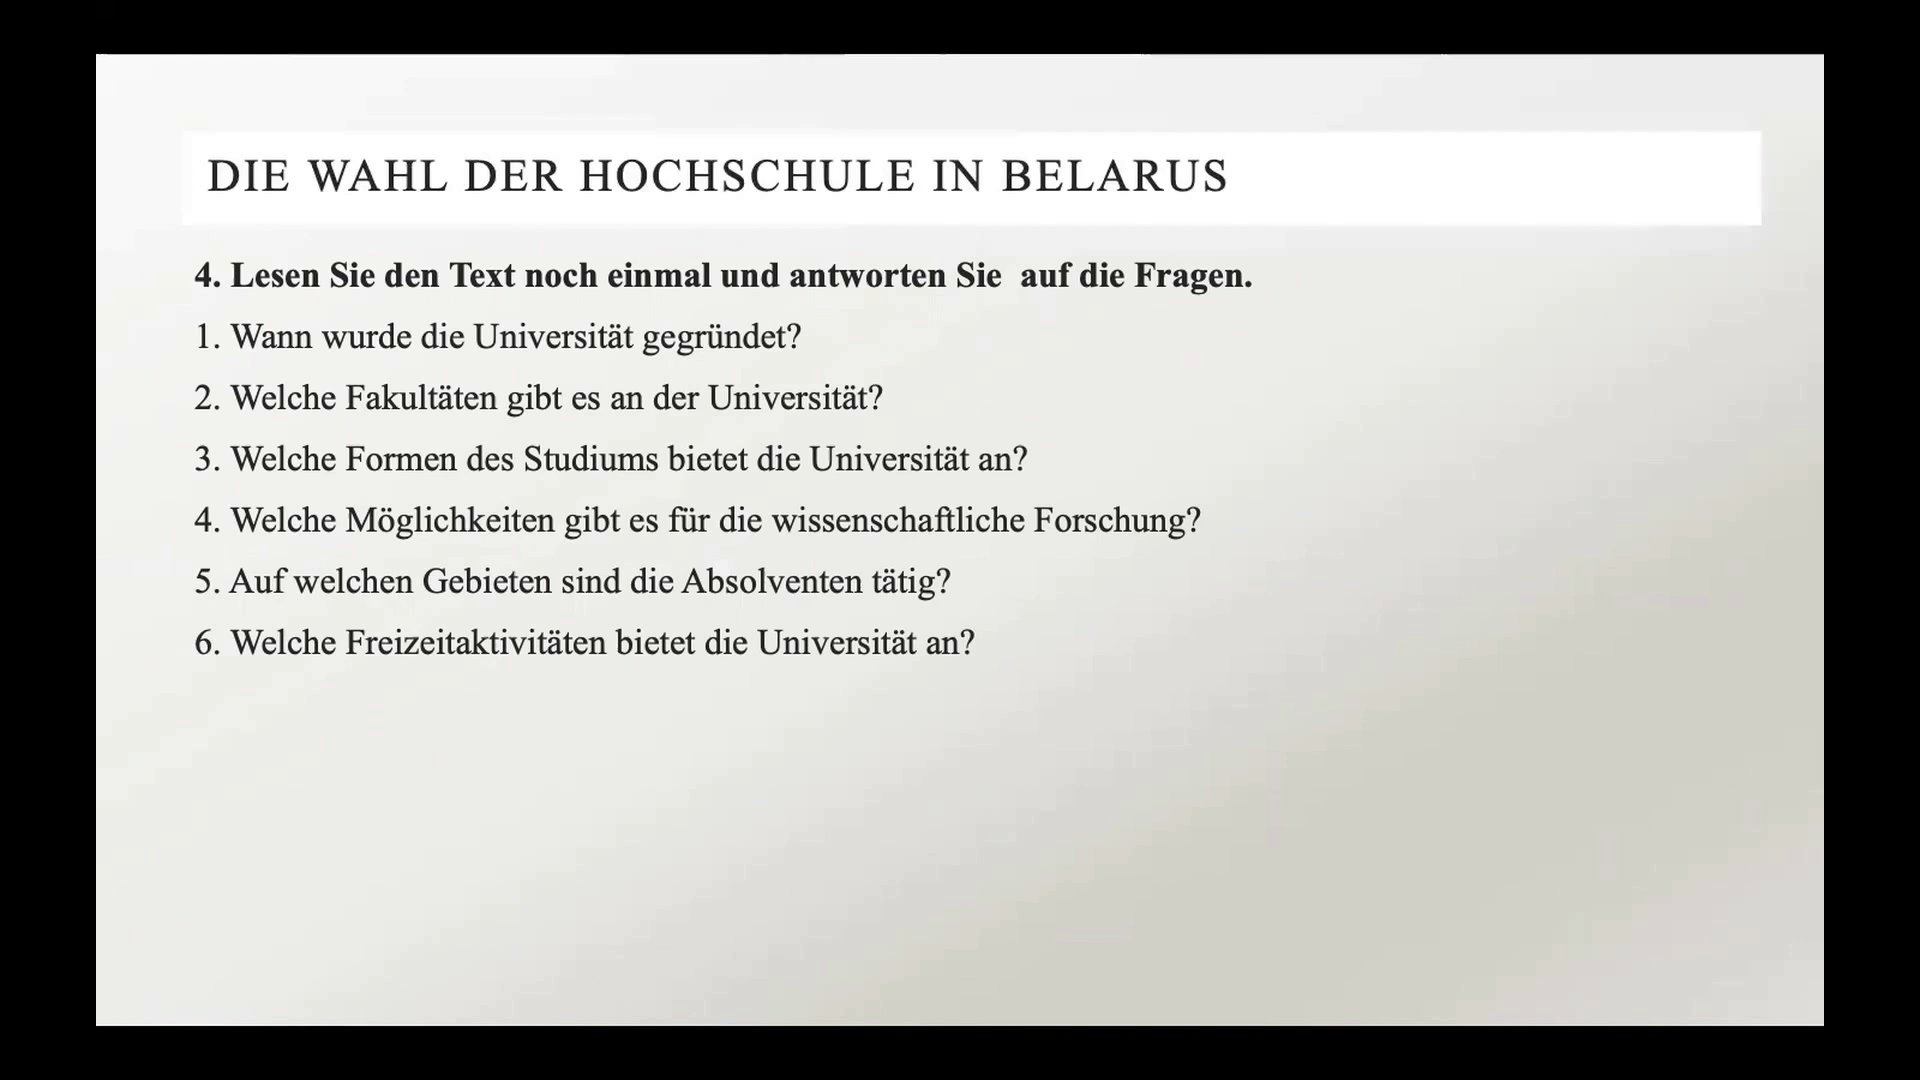 DIE WAHL DER HOCHSCHULE IN BELARUS
4. Lesen Sie den Text noch einmal und antworten Sie  auf die Fragen.
1. Wann wurde die Universität gegründet?
2. Welche Fakultäten gibt es an der Universität?
3. Welche Formen des Studiums bietet die Universität an?
4. Welche Möglichkeiten gibt es für die wissenschaftliche Forschung?
5. Auf welchen Gebieten sind die Absolventen tätig?
6. Welche Freizeitaktivitäten bietet die Universität an?